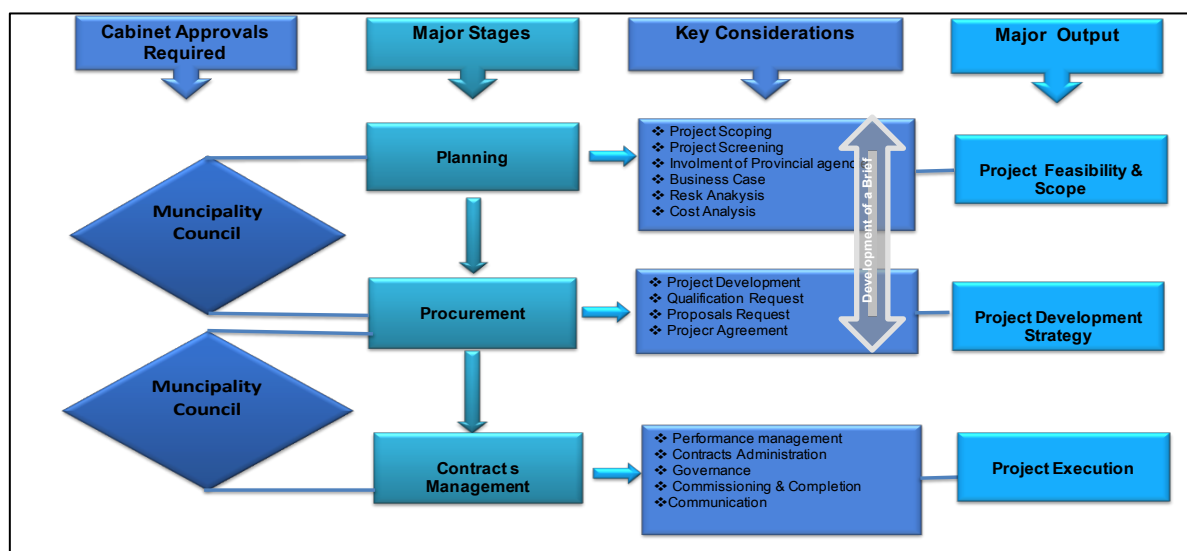 Cabinet Approvals
Required
Major Stages
Key Considerations
Major Output
Muncipality
Council
Planning
❖ Project Scoping
❖ Project Screening
❖ Involment of Provincial agenc
❖ Business Case
❖ Resk Anakysis
❖ Cost Analysis
Development of a Brief
Project Feasibility &
Scope
Procurement
❖ Project Development
❖ Qualification Request
❖ Proposals Request
❖ Projecr Agreement
Project Development
Strategy
Muncipality
Council
Contracts
Management
❖ Performance management
❖ Contracts Administration
❖ Governance
❖ Commissioning & Completion
❖Communication
Project Execution